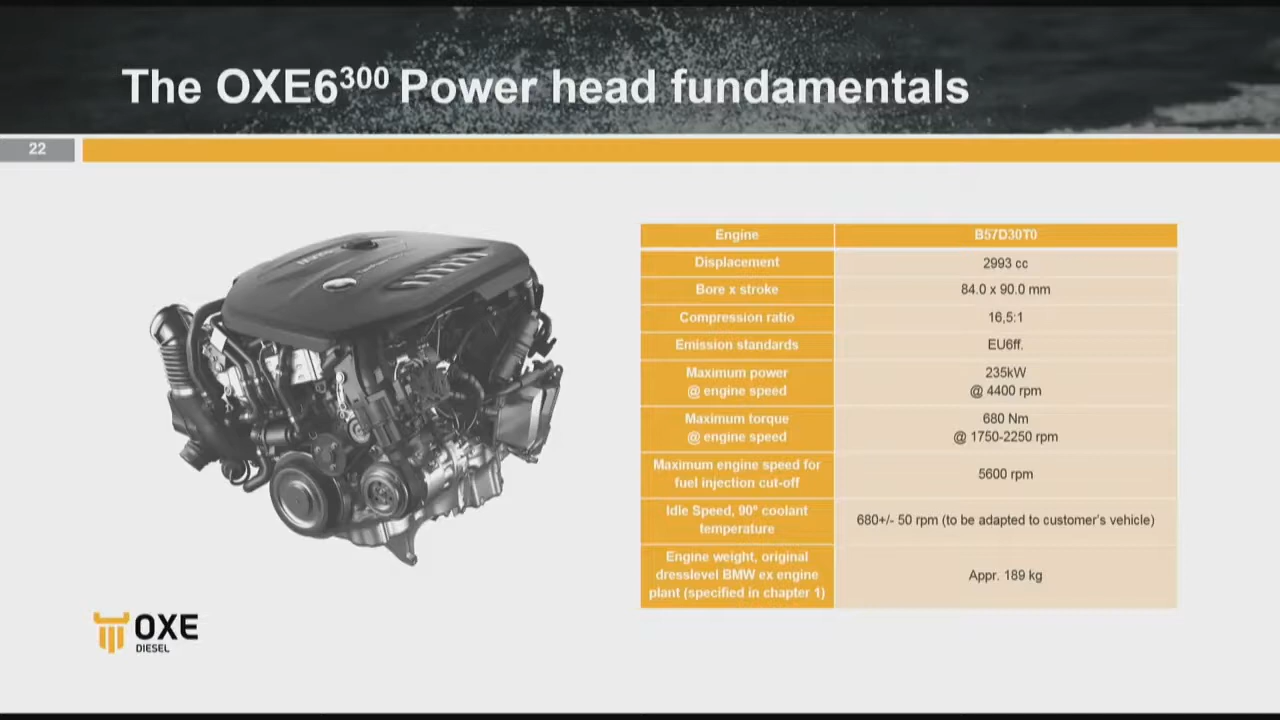 The OXE6³⁰⁰ Power head fundamentals
22
Engine B57D30T0
Displacement 2993 cc
Bore x stroke 84.0 x 90.0 mm
Compression ratio 16,5:1
Emission standards EU6ff.
Maximum power 235kW
@ engine speed @ 4400 rpm
Maximum torque 680 Nm
@ engine speed @ 1750-2250 rpm
Maximum engine speed for
fuel injection cut-off
5600 rpm
Idle Speed, 90° coolant
temperature
680+/- 50 rpm (to be adapted to customer's vehicle)
Engine weight, original
dresslevel BMW ex engine
plant (specified in chapter 1)
Appr. 189 kg
OXE
DIESEL